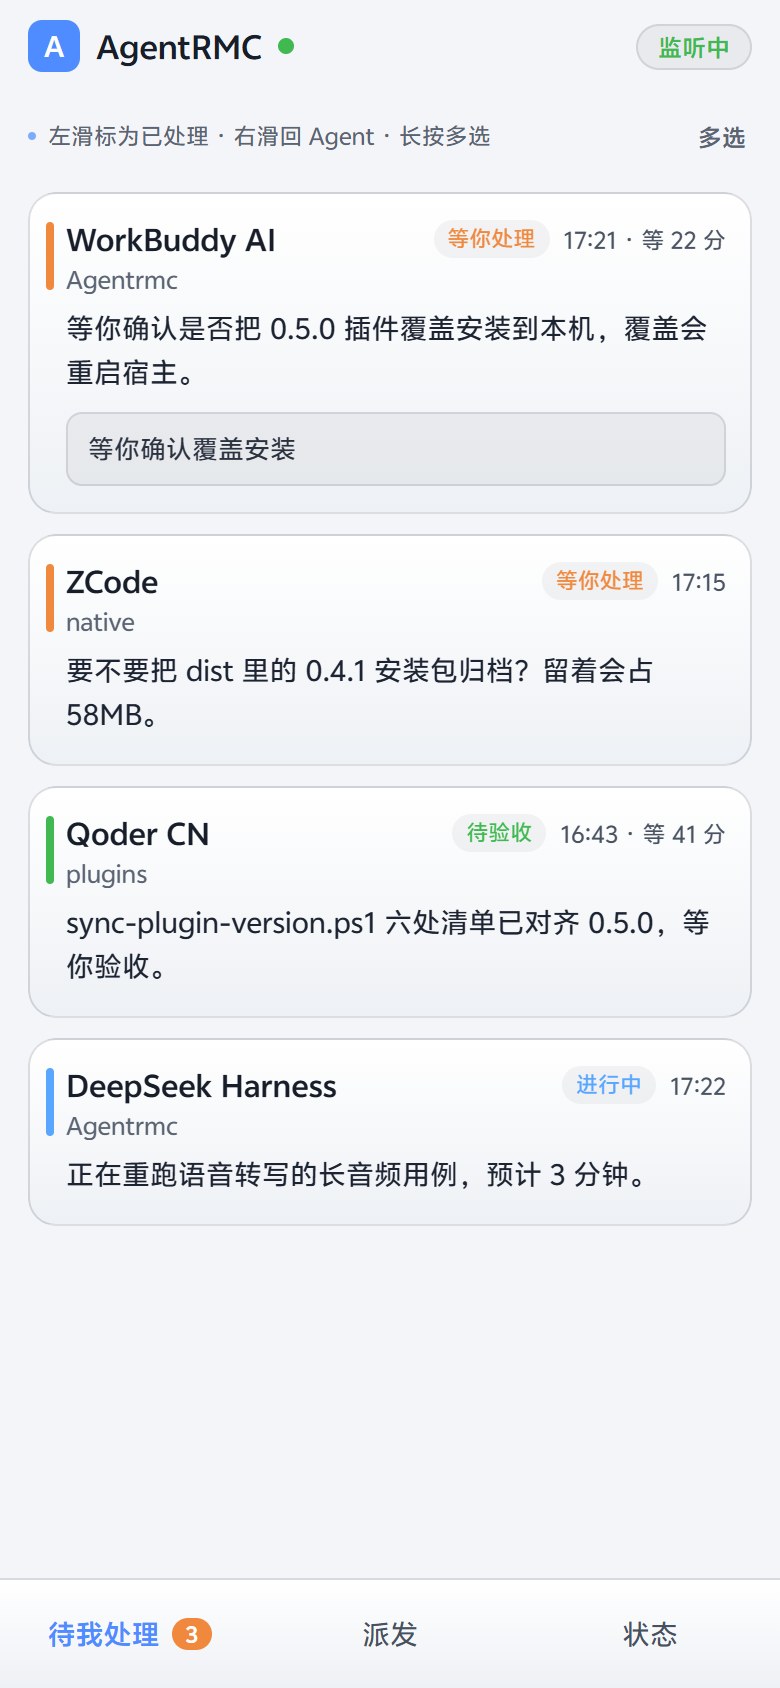 A AgentRMC 监听中
左滑标为已处理 · 右滑回 Agent · 长按多选 多选
WorkBuddy AI 等你处理 17:21 · 等 22 分
Agentrmc
等你确认是否把 0.5.0 插件覆盖安装到本机，覆盖会
重启宿主。
等你确认覆盖安装
ZCode 等你处理 17:15
native
要不要把 dist 里的 0.4.1 安装包归档？留着会占
58MB。
Qoder CN 待验收 16:43 · 等 41 分
plugins
sync-plugin-version.ps1 六处清单已对齐 0.5.0，等
你验收。
DeepSeek Harness 进行中 17:22
Agentrmc
正在重跑语音转写的长音频用例，预计 3 分钟。
待我处理 3 派发 状态